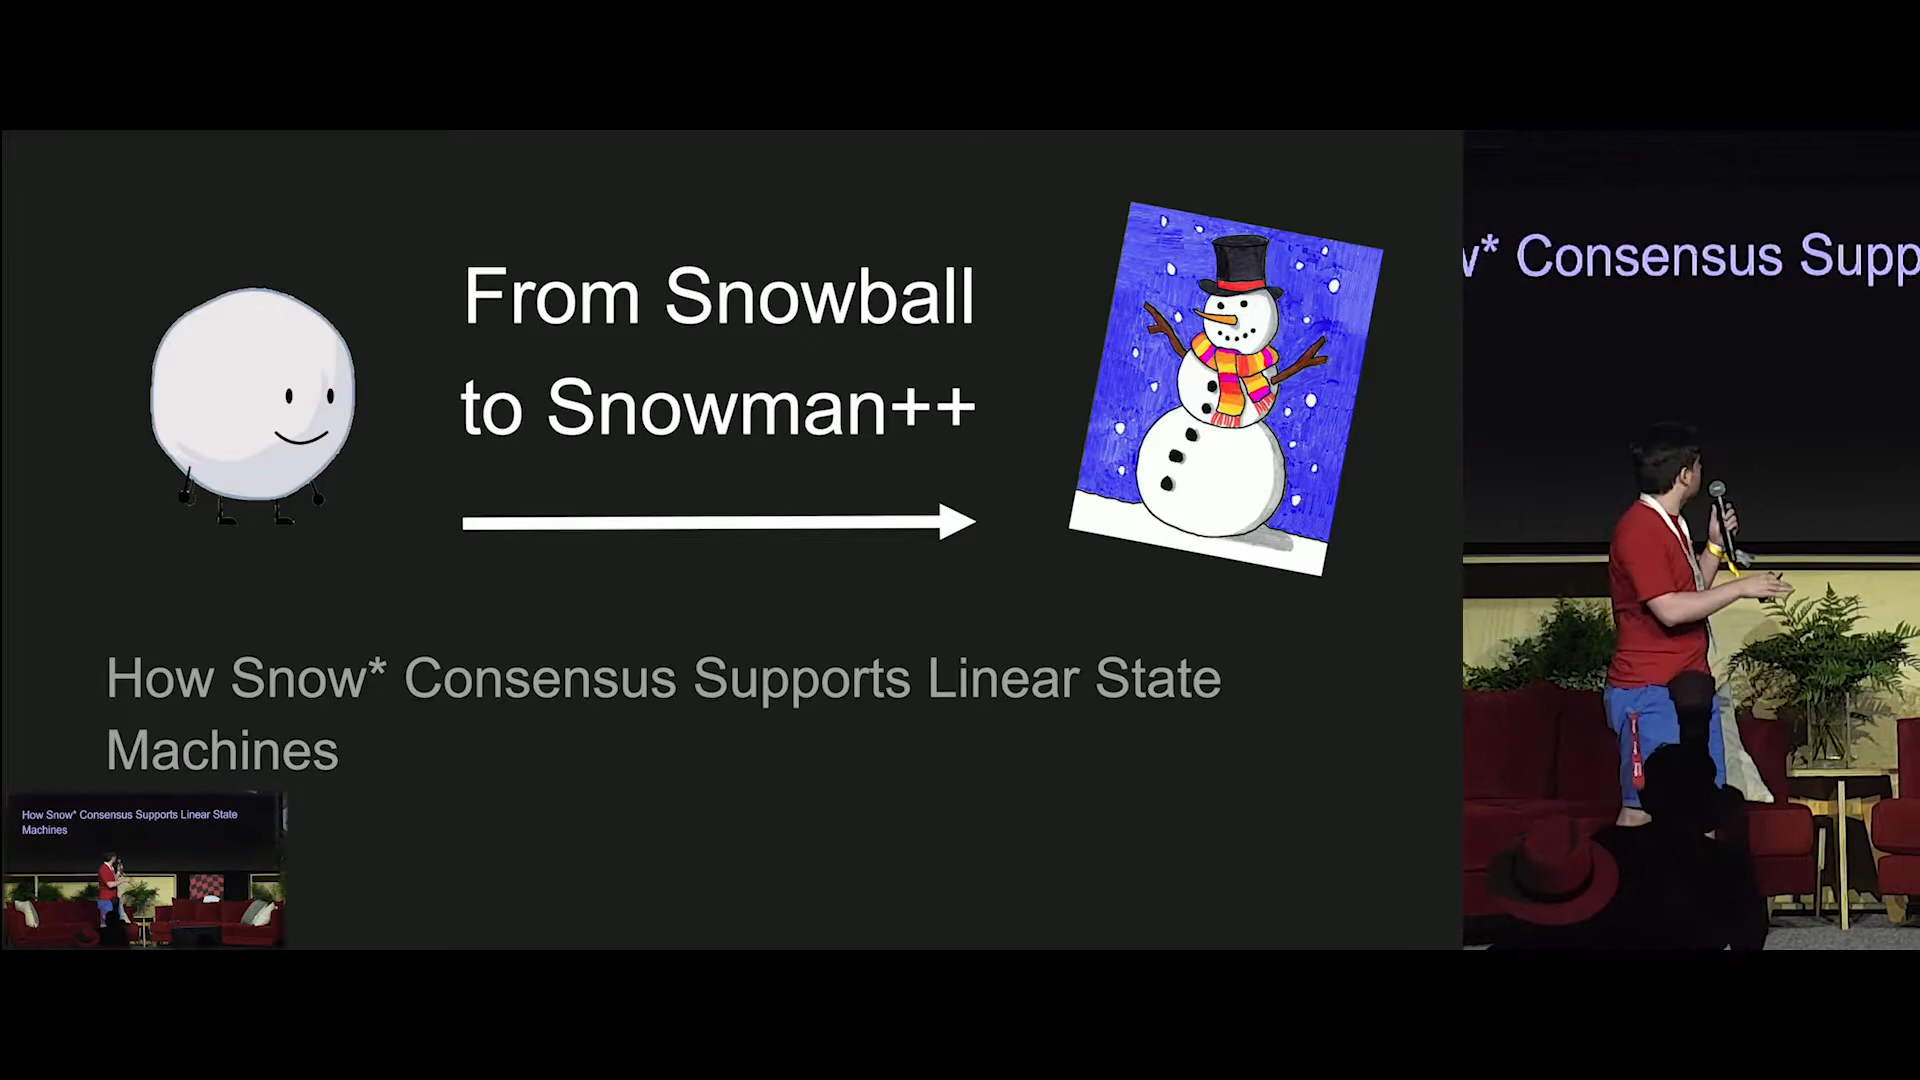 From Snowball
to Snowman++
How Snow* Consensus Supports Linear State
Machines
* Consensus Supp
How Snow* Consensus Supports Linear State
Machines